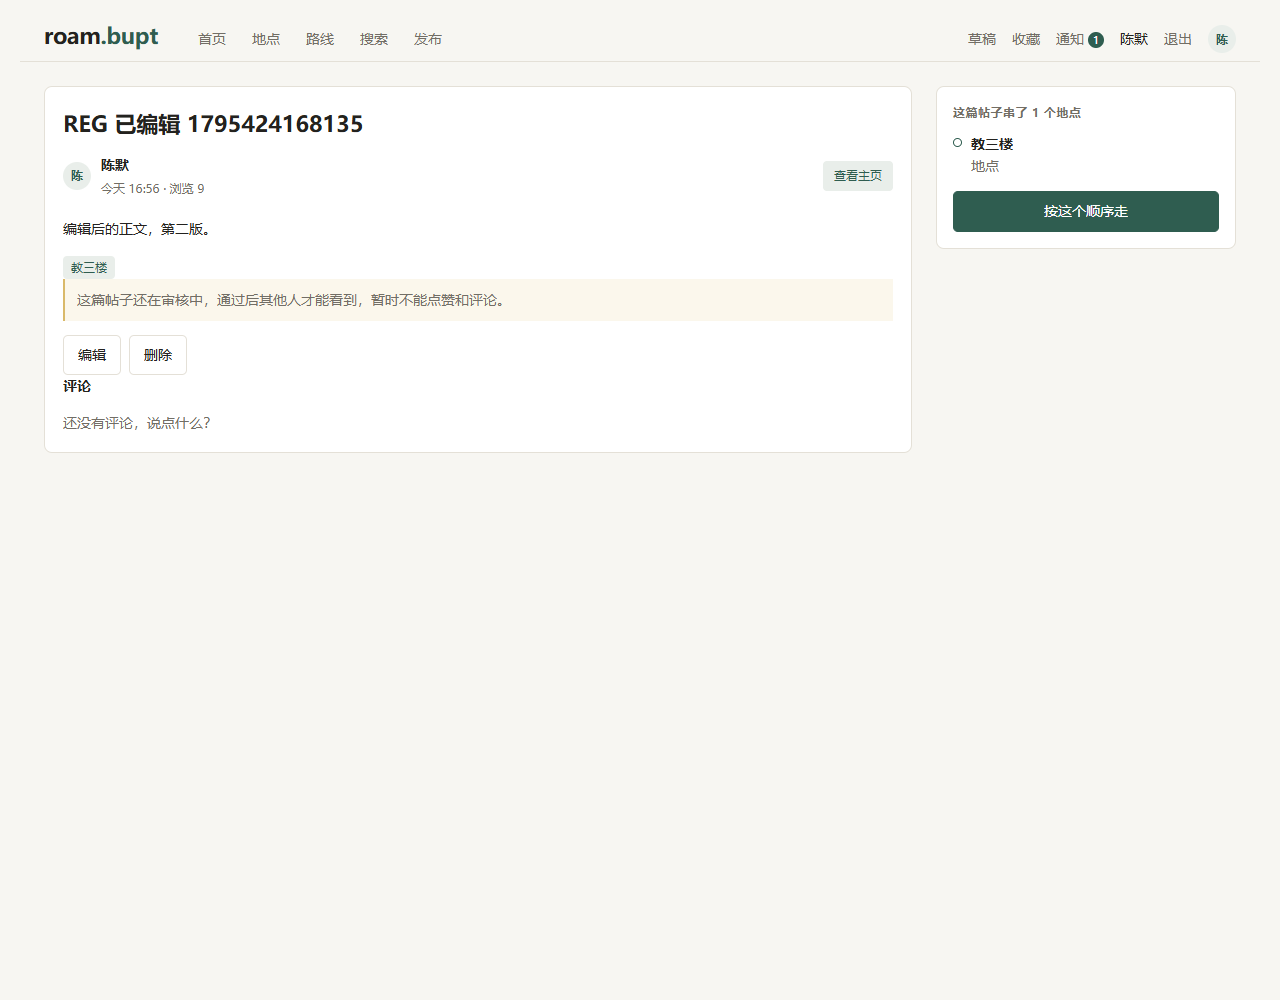 roam.bupt 首页 地点 路线 搜索 发布 草稿 收藏 通知 1 陈默 退出 陈
REG 已编辑 1795424168135
陈 陈默
今天 16:56 · 浏览 9
查看主页
编辑后的正文，第二版。
教三楼
这篇帖子还在审核中，通过后其他人才能看到，暂时不能点赞和评论。
编辑 删除
评论
还没有评论，说点什么？
这篇帖子串了 1 个地点
教三楼
地点
按这个顺序走